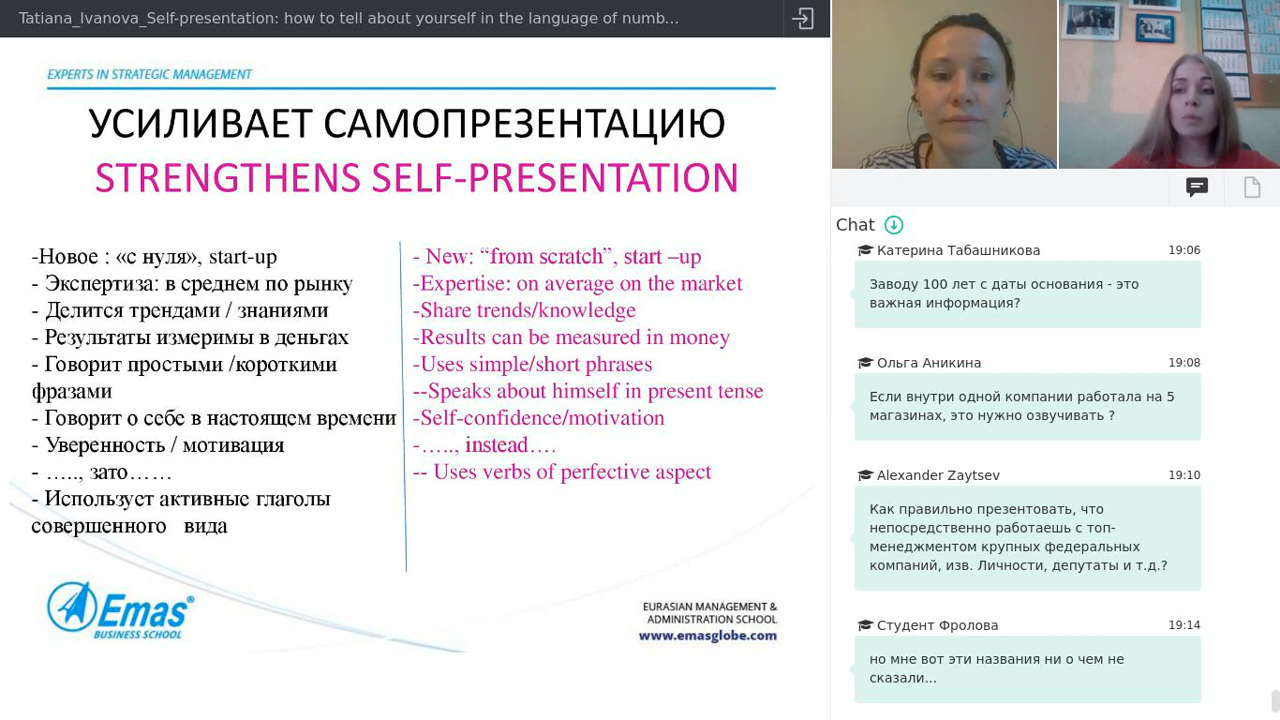 Tatiana_Ivanova_Self-presentation: how to tell about yourself in the language of numb...
EXPERTS IN STRATEGIC MANAGEMENT
УСИЛИВАЕТ САМОПРЕЗЕНТАЦИЮ
STRENGTHENS SELF-PRESENTATION
-Новое : «с нуля», start-up
- Экспертиза: в среднем по рынку
- Делится трендами / знаниями
- Результаты измеримы в деньгах
- Говорит простыми /короткими
фразами
- Говорит о себе в настоящем времени
- Уверенность / мотивация
- ….., зато……
- Использует активные глаголы
совершенного вида
- New: “from scratch”, start –up
-Expertise: on average on the market
-Share trends/knowledge
-Results can be measured in money
-Uses simple/short phrases
--Speaks about himself in present tense
-Self-confidence/motivation
-….., instead….
-- Uses verbs of perfective aspect
Emas®
BUSINESS SCHOOL
EURASIAN MANAGEMENT &
ADMINISTRATION SCHOOL
www.emasglobe.com
Chat
Катерина Табашникова 19:06
Заводу 100 лет с даты основания - это
важная информация?
Ольга Аникина 19:08
Если внутри одной компании работала на 5
магазинах, это нужно озвучивать ?
Alexander Zaytsev 19:10
Как правильно презентовать, что
непосредственно работаешь с топ-
менеджментом крупных федеральных
компаний, изв. Личности, депутаты и т.д.?
Студент Фролова 19:14
но мне вот эти названия ни о чем не
сказали...